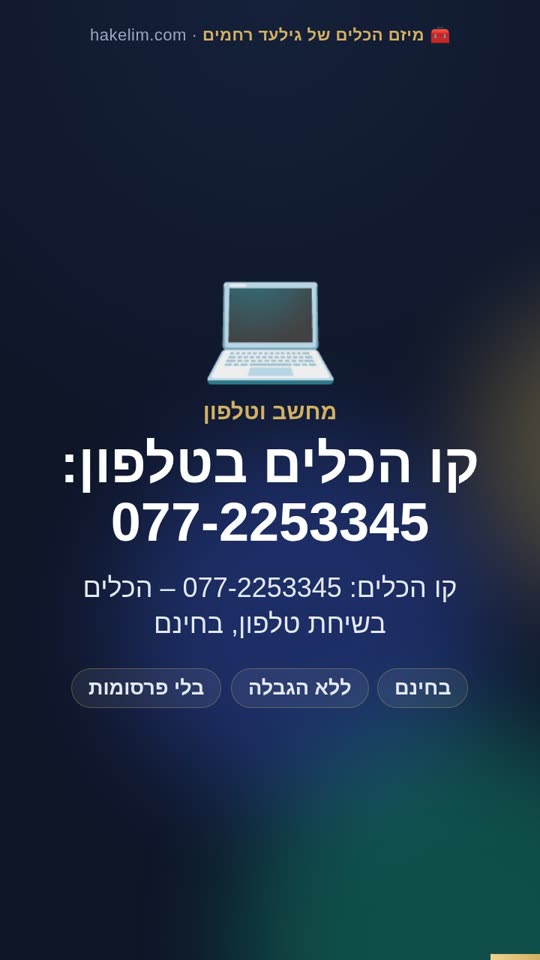 🧰 מיזם הכלים של גילעד רחמים · hakelim.com
מחשב וטלפון
קו הכלים בטלפון:
077-2253345
קו הכלים: 077-2253345 – הכלים
בשיחת טלפון, בחינם
בחינם
ללא הגבלה
בלי פרסומות